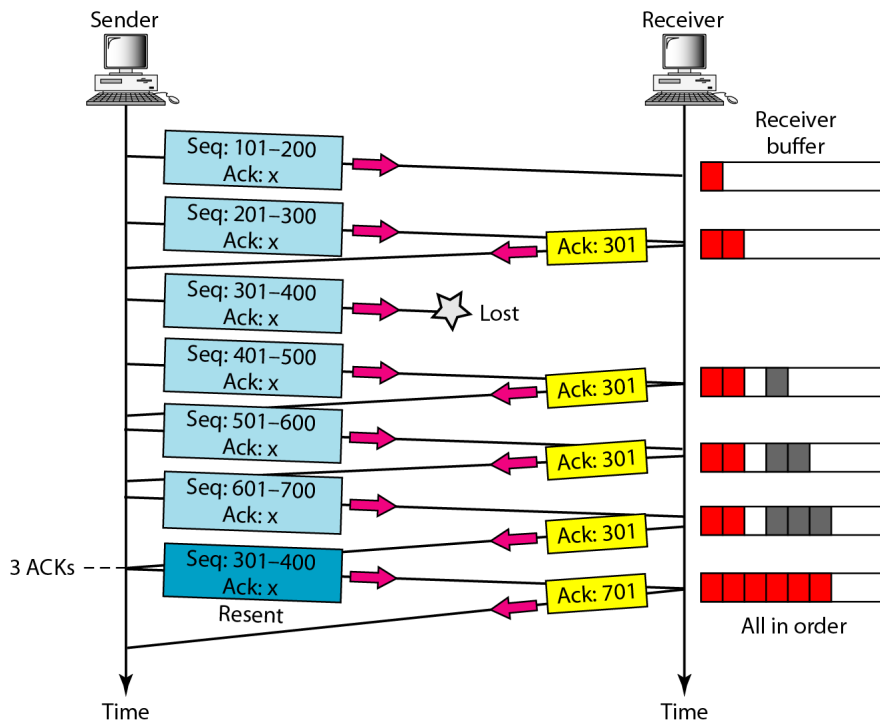 Sender
Receiver
Receiver
buffer
Seq: 101–200
Ack: x
Seq: 201–300
Ack: x
Ack: 301
Seq: 301–400
Ack: x
Lost
Seq: 401–500
Ack: x
Ack: 301
Seq: 501–600
Ack: x
Ack: 301
Seq: 601–700
Ack: x
Ack: 301
3 ACKs
Seq: 301–400
Ack: x
Resent
Ack: 701
All in order
Time
Time